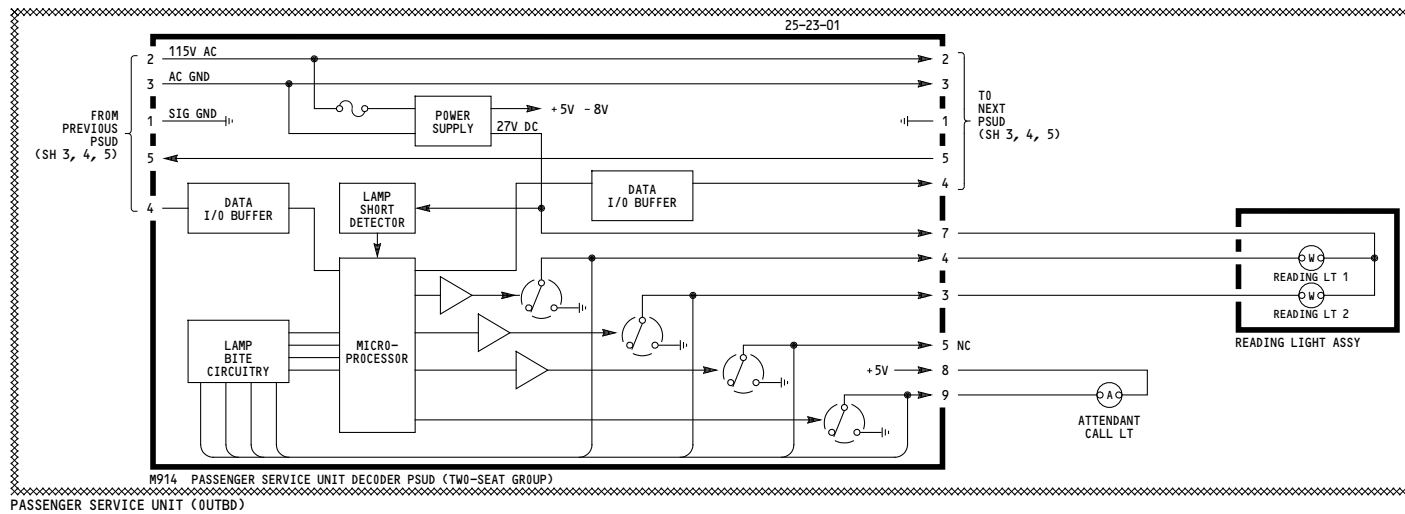 25-23-01
2 115V AC 2
3 AC GND 3
FROM
PREVIOUS
PSUD
(SH 3, 4, 5)
TO
NEXT
PSUD
(SH 3, 4, 5)
1 SIG GND 1
POWER
SUPPLY
+5V -8V
27V DC
5 5
4
DATA
I/O BUFFER
LAMP
SHORT
DETECTOR
DATA
I/O BUFFER
4
7
4
3
W
READING LT 1
W
READING LT 2
READING LIGHT ASSY
LAMP
BITE
CIRCUITRY
MICRO-
PROCESSOR
5 NC
+5V 8
9
A
ATTENDANT
CALL LT
M914 PASSENGER SERVICE UNIT DECODER PSUD (TWO-SEAT GROUP)
PASSENGER SERVICE UNIT (OUTBD)